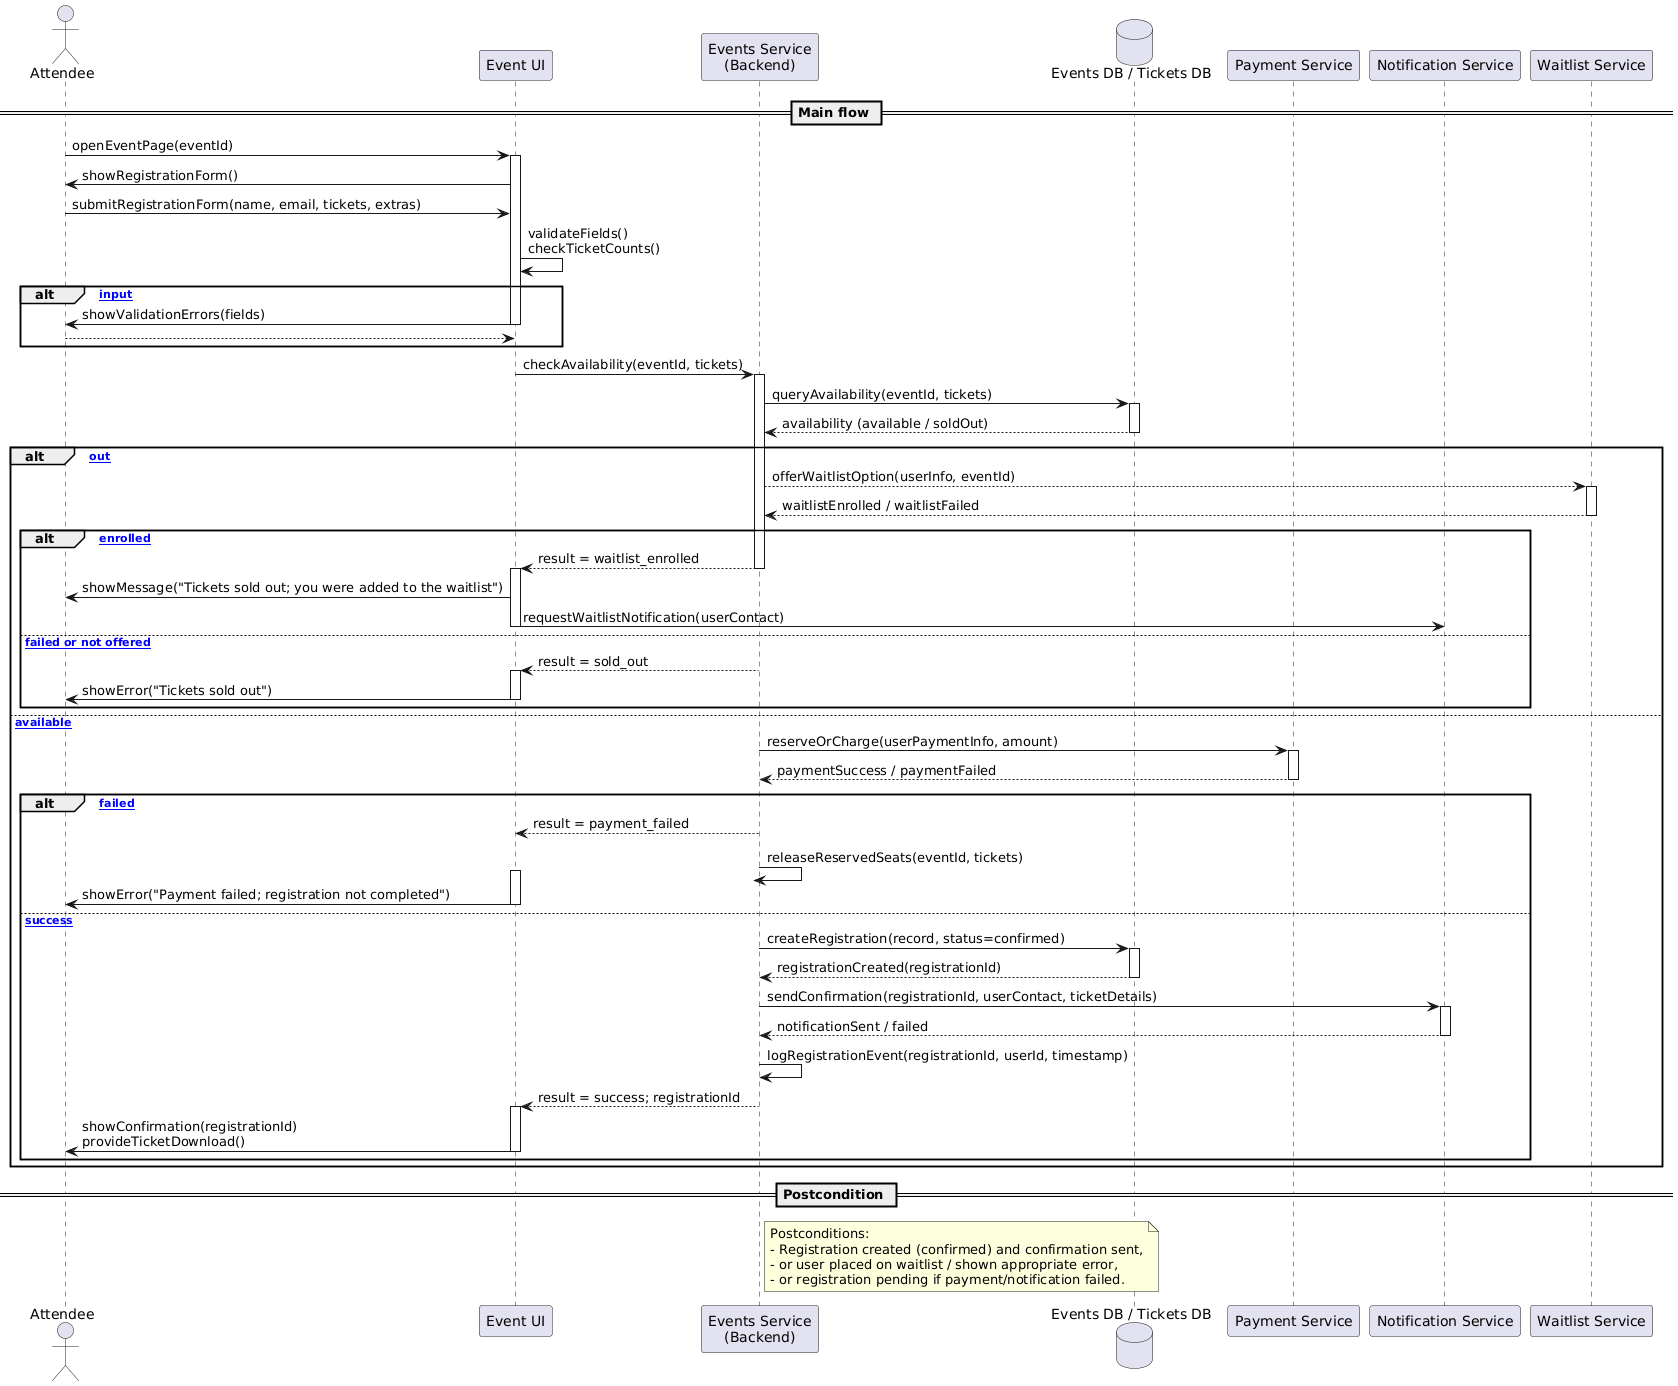 Attendee
Event UI
Events Service
(Backend)
Events DB / Tickets DB
Payment Service
Notification Service
Waitlist Service
Main flow
openEventPage(eventId)
showRegistrationForm()
submitRegistrationForm(name, email, tickets, extras)
validateFields()
checkTicketCounts()
alt
input
showValidationErrors(fields)
checkAvailability(eventId, tickets)
queryAvailability(eventId, tickets)
availability (available / soldOut)
alt
out
offerWaitlistOption(userInfo, eventId)
waitlistEnrolled / waitlistFailed
alt
enrolled
result = waitlist_enrolled
showMessage("Tickets sold out; you were added to the waitlist")
requestWaitlistNotification(userContact)
failed or not offered
result = sold_out
showError("Tickets sold out")
available
reserveOrCharge(userPaymentInfo, amount)
paymentSuccess / paymentFailed
alt
failed
result = payment_failed
releaseReservedSeats(eventId, tickets)
showError("Payment failed; registration not completed")
success
createRegistration(record, status=confirmed)
registrationCreated(registrationId)
sendConfirmation(registrationId, userContact, ticketDetails)
notificationSent / failed
logRegistrationEvent(registrationId, userId, timestamp)
result = success; registrationId
showConfirmation(registrationId)
provideTicketDownload()
Postcondition
Postconditions:
- Registration created (confirmed) and confirmation sent,
- or user placed on waitlist / shown appropriate error,
- or registration pending if payment/notification failed.
Attendee
Event UI
Events Service
(Backend)
Events DB / Tickets DB
Payment Service
Notification Service
Waitlist Service